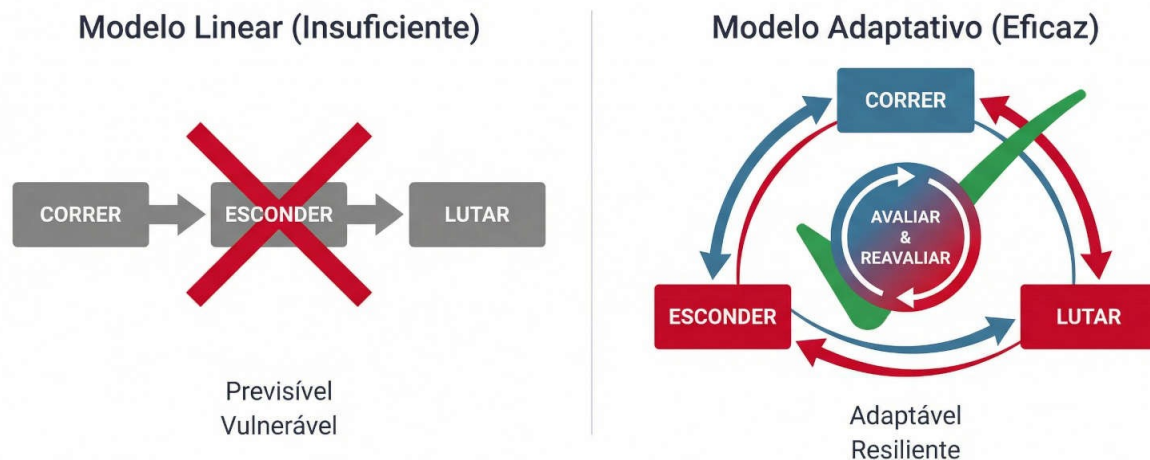 Modelo Linear (Insuficiente)
CORRER
ESCONDER
LUTAR
Previsível
Vulnerável
Modelo Adaptativo (Eficaz)
CORRER
AVALIAR
&
REAVALIAR
ESCONDER
LUTAR
Adaptável
Resiliente